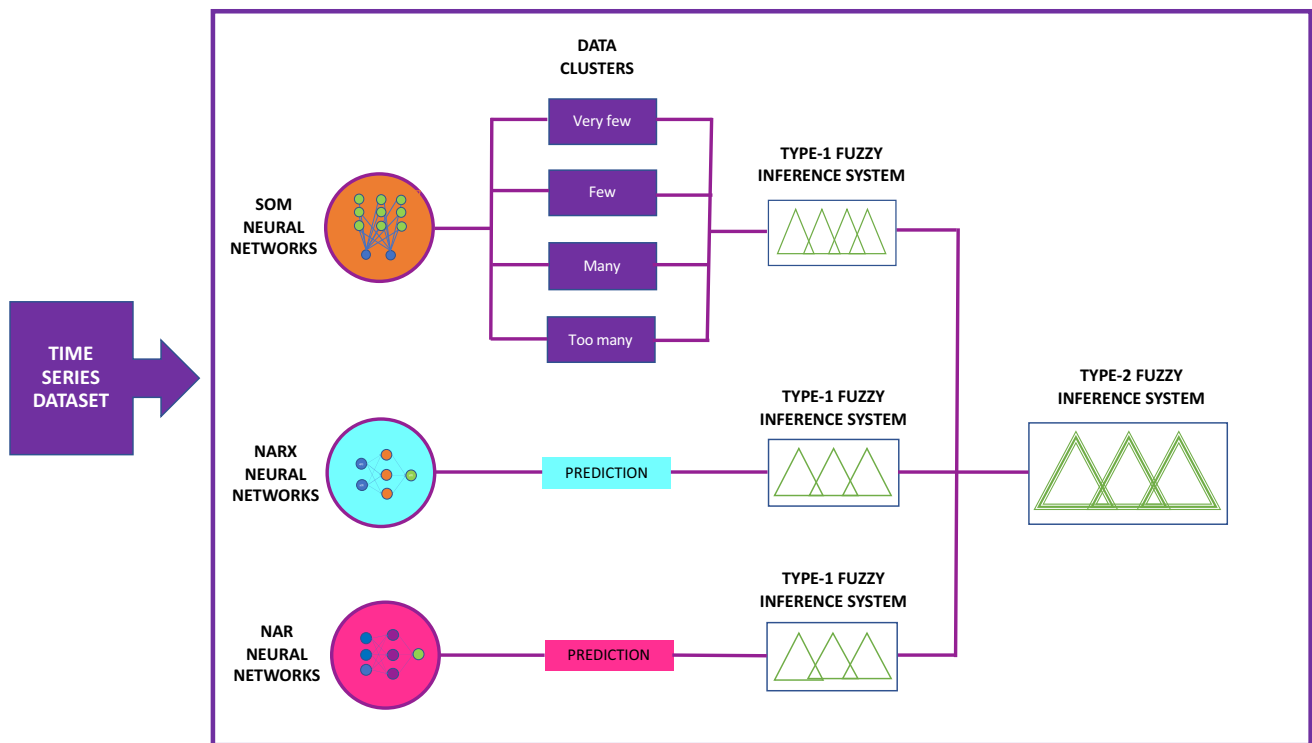 TIME
SERIES
DATASET
DATA
CLUSTERS
SOM
NEURAL
NETWORKS
Very few
Few
Many
Too many
TYPE-1 FUZZY
INFERENCE SYSTEM
NARX
NEURAL
NETWORKS
PREDICTION
TYPE-1 FUZZY
INFERENCE SYSTEM
NAR
NEURAL
NETWORKS
PREDICTION
TYPE-1 FUZZY
INFERENCE SYSTEM
TYPE-2 FUZZY
INFERENCE SYSTEM